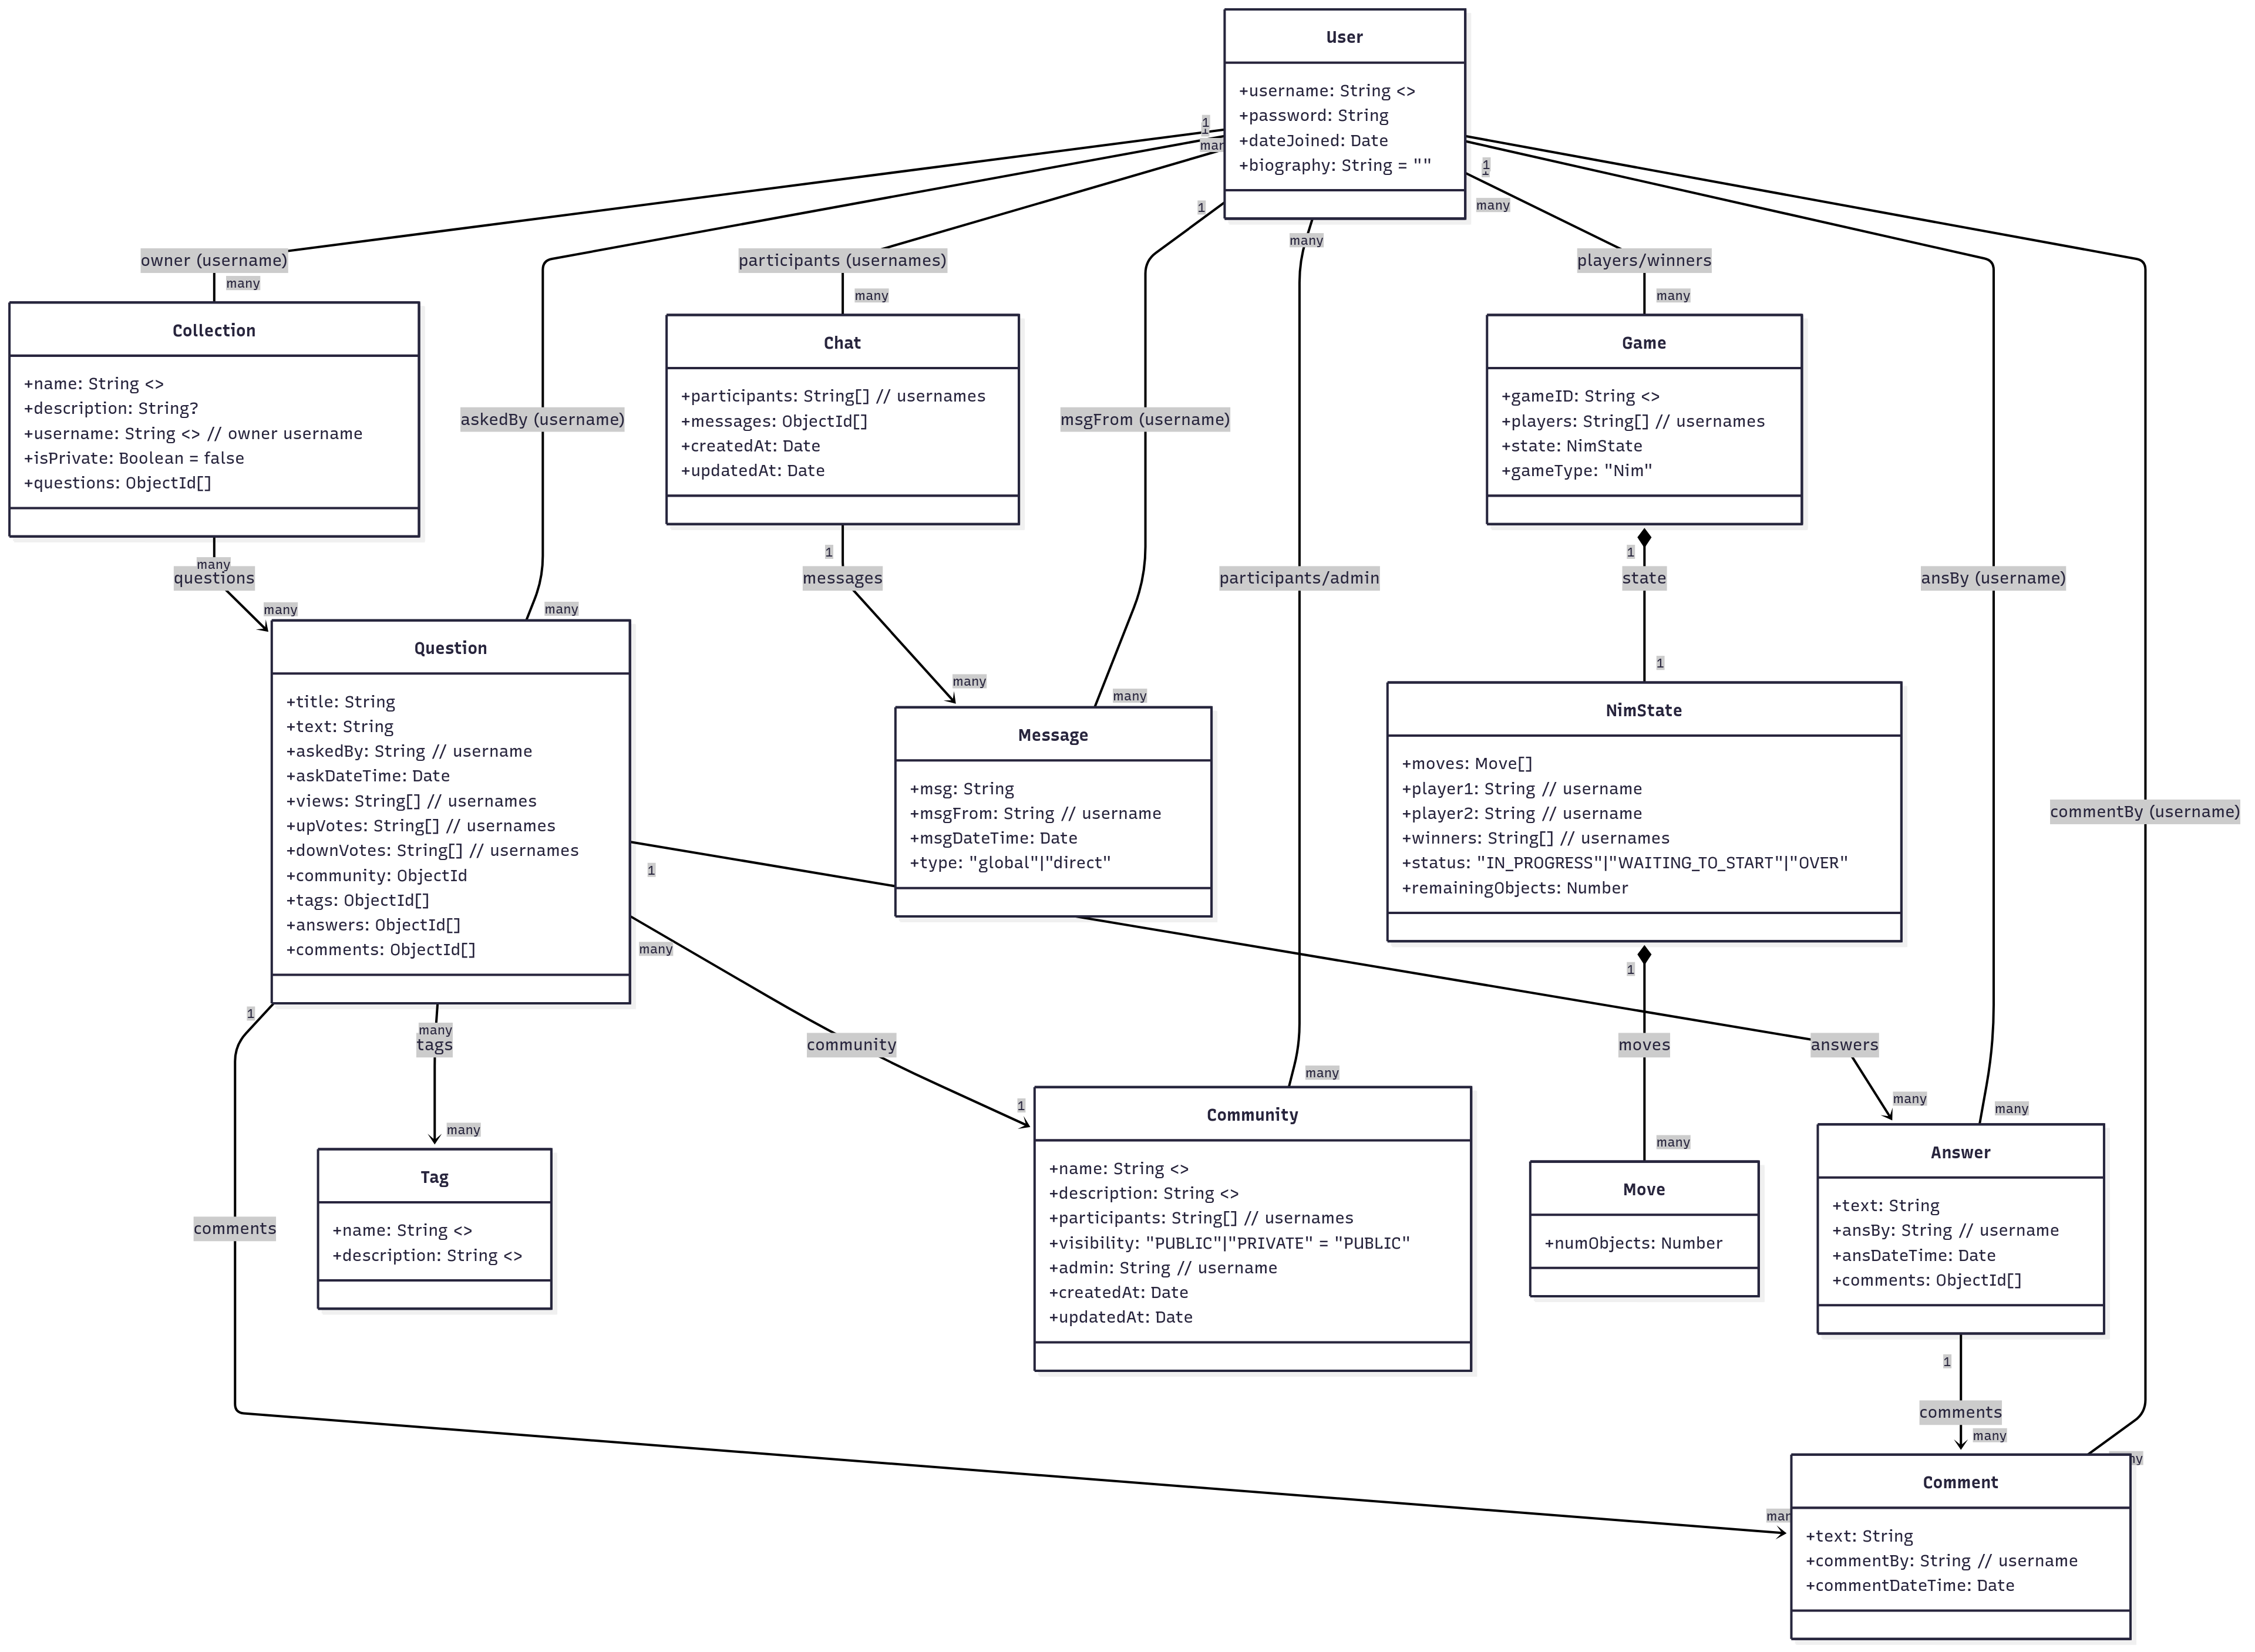 User
+username: String <>
+password: String
+dateJoined: Date
+biography: String = ""
1
1
1
many
1
many
many
owner (username)
participants (usernames)
players/winners
many
many
many
Collection
+name: String <>
+description: String?
+username: String <> // owner username
+isPrivate: Boolean = false
+questions: ObjectId[]
Chat
+participants: String[] // usernames
+messages: ObjectId[]
+createdAt: Date
+updatedAt: Date
Game
+gameID: String <>
+players: String[] // usernames
+state: NimState
+gameType: "Nim"
askedBy (username)
msgFrom (username)
many
questions
many
many
1
messages
many
many
participants/admin
1
state
1
ansBy (username)
Question
+title: String
+text: String
+askedBy: String // username
+askDateTime: Date
+views: String[] // usernames
+upVotes: String[] // usernames
+downVotes: String[] // usernames
+community: ObjectId
+tags: ObjectId[]
+answers: ObjectId[]
+comments: ObjectId[]
Message
+msg: String
+msgFrom: String // username
+msgDateTime: Date
+type: "global"|"direct"
NimState
+moves: Move[]
+player1: String // username
+player2: String // username
+winners: String[] // usernames
+status: "IN_PROGRESS"|"WAITING_TO_START"|"OVER"
+remainingObjects: Number
commentBy (username)
1
many
1
many
tags
many
community
1
many
1
moves
many
answers
many
many
Tag
+name: String <>
+description: String <>
Community
+name: String <>
+description: String <>
+participants: String[] // usernames
+visibility: "PUBLIC"|"PRIVATE" = "PUBLIC"
+admin: String // username
+createdAt: Date
+updatedAt: Date
Move
+numObjects: Number
Answer
+text: String
+ansBy: String // username
+ansDateTime: Date
+comments: ObjectId[]
comments
1
comments
many
Comment
+text: String
+commentBy: String // username
+commentDateTime: Date